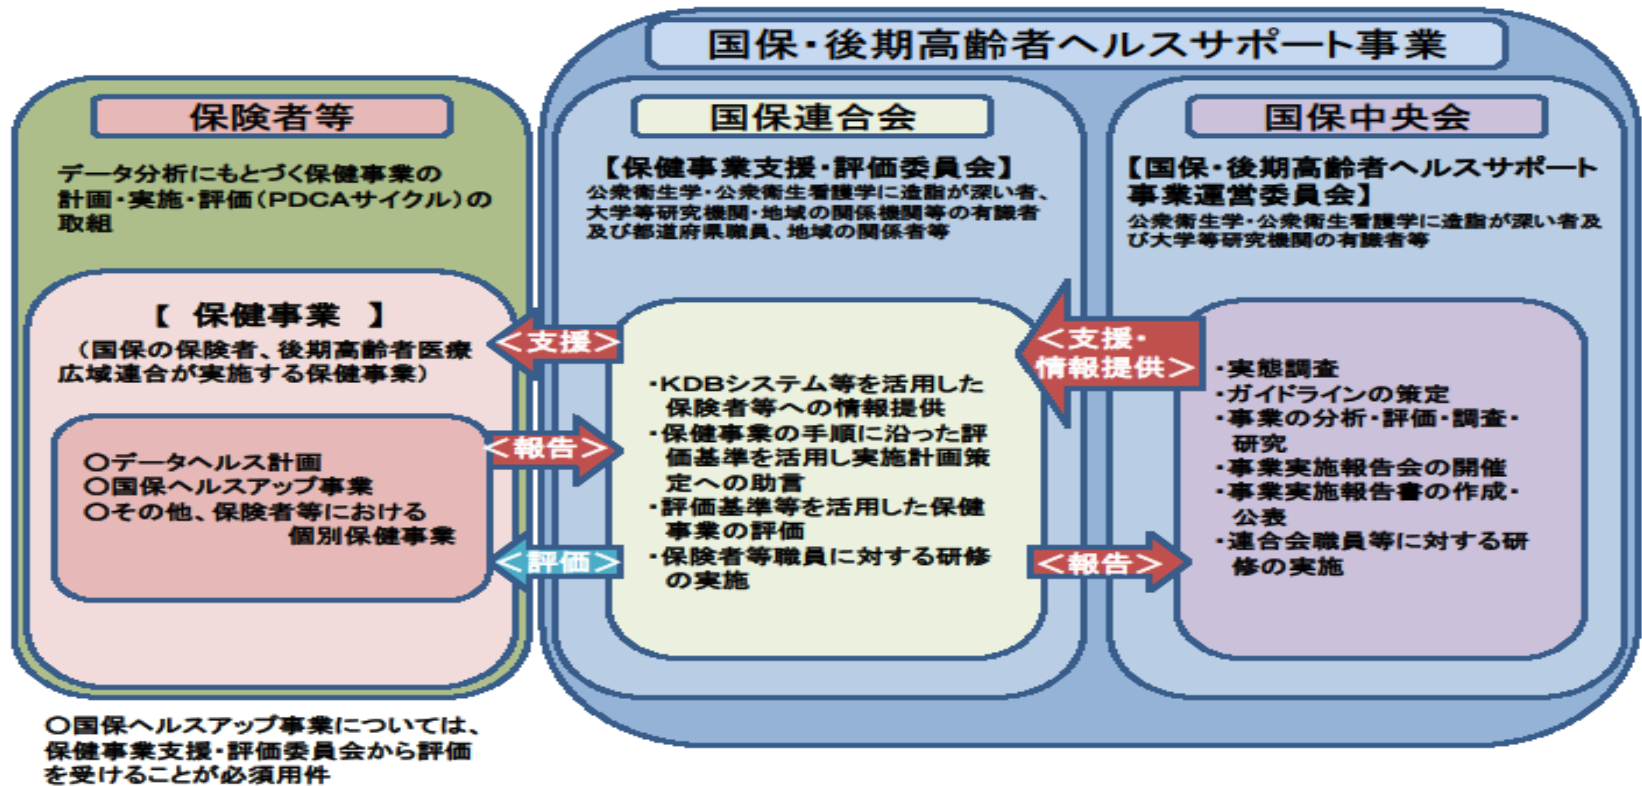 国保・後期高齢者ヘルスサポート事業
保険者等
データ分析にもとづく保健事業の
計画・実施・評価(PDCAサイクル)の
取組
【 保健事業 】
(国保の保険者、後期高齢者医療
広域連合が実施する保健事業)
〇データヘルス計画
〇国保ヘルスアップ事業
〇その他、保険者等における
個別保健事業
〇国保ヘルスアップ事業については、
保健事業支援・評価委員会から評価
を受けることが必須用件
<支援>
<報告>
<評価>
国保連合会
【保健事業支援・評価委員会】
公衆衛生学・公衆衛生看護学に造脂が深い者、
大学等研究機関・地域の関係機関等の有識者
及び都道府県職員、地域の関係者等
・KDBシステム等を活用した
保険者等への情報提供
・保健事業の手順に沿った評
価基準を活用し実施計画策
定への助言
・評価基準等を活用した保健
事業の評価
・保険者等職員に対する研修
の実施
<支援・
情報提供>
<報告>
国保中央会
【国保・後期高齢者ヘルスサポート
事業運営委員会】
公衆衛生学・公衆衛生看護学に造脂が深い者及
び大学等研究機関の有識者等
・実態調査
・ガイドラインの策定
・事業の分析・評価・調査・
研究
・事業実施報告会の開催
・事業実施報告書の作成・
公表
・連合会職員等に対する研
修の実施